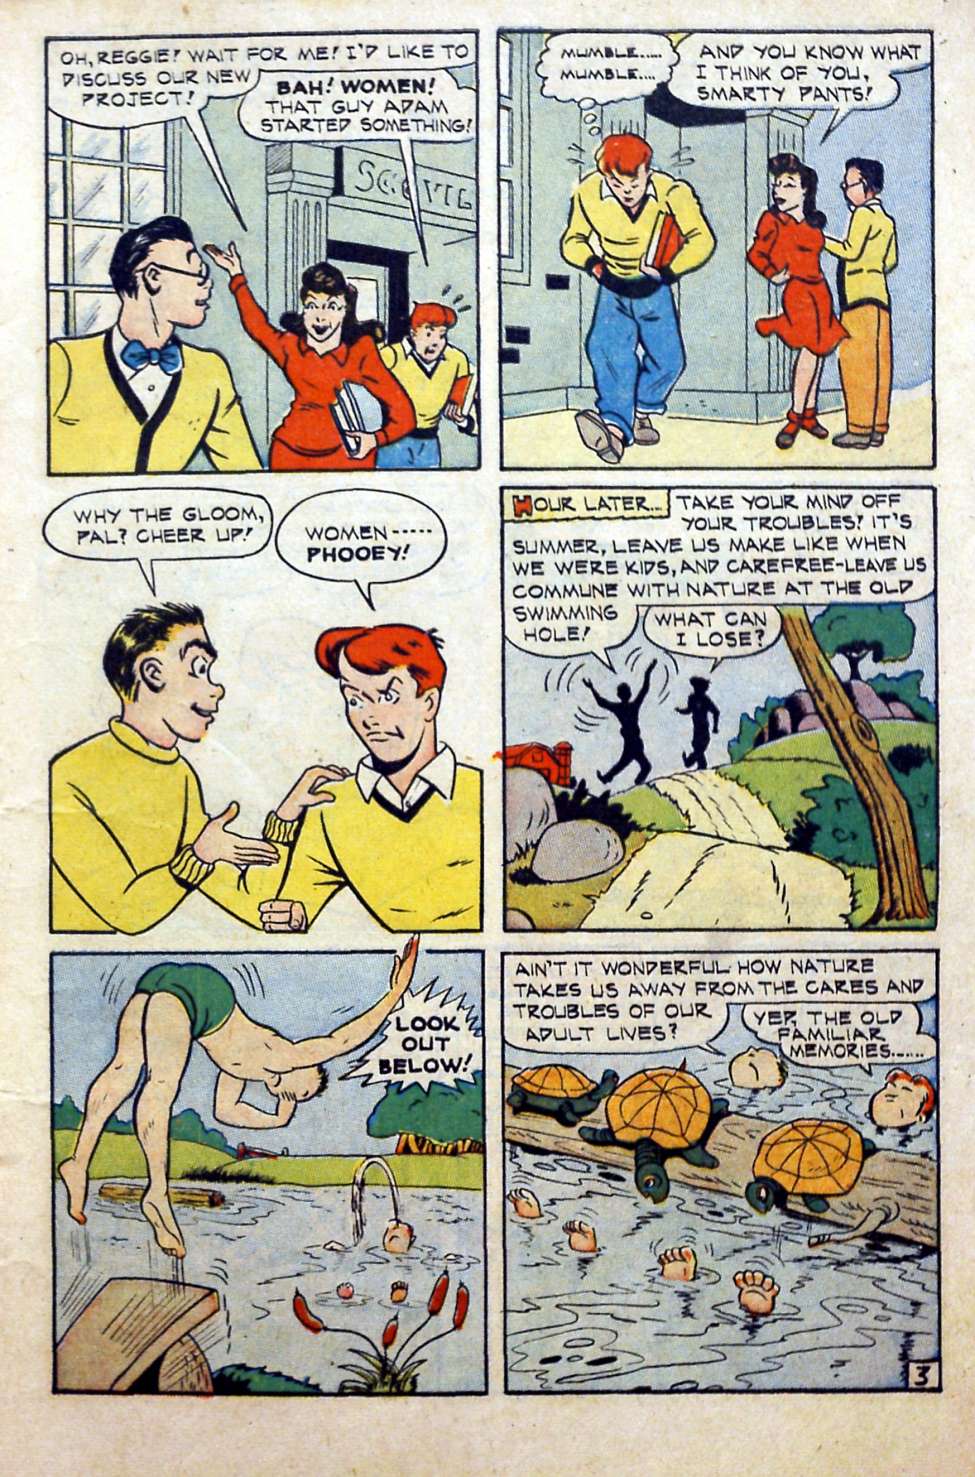 OH, REGGIE! WAIT FOR ME! I'D LIKE TO
DISCUSS OUR NEW
PROJECT!
BAH! WOMEN!
THAT GUY ADAM
STARTED SOMETHING!
MUMBLE.....
MUMBLE....
AND YOU KNOW WHAT
I THINK OF YOU,
SMARTY PANTS!
WHY THE GLOOM,
PAL? CHEER UP!
WOMEN-----
PHOOEY!
HOUR LATER... TAKE YOUR MIND OFF
YOUR TROUBLES! IT'S
SUMMER, LEAVE US MAKE LIKE WHEN
WE WERE KIDS, AND CAREFREE-LEAVE US
COMMUNE WITH NATURE AT THE OLD
SWIMMING
HOLE!
WHAT CAN
I LOSE?
LOOK
OUT
BELOW!
AIN'T IT WONDERFUL HOW NATURE
TAKES US AWAY FROM THE CARES AND
TROUBLES OF OUR
ADULT LIVES?
YEP, THE OLD
FAMILIAR
MEMORIES......
3